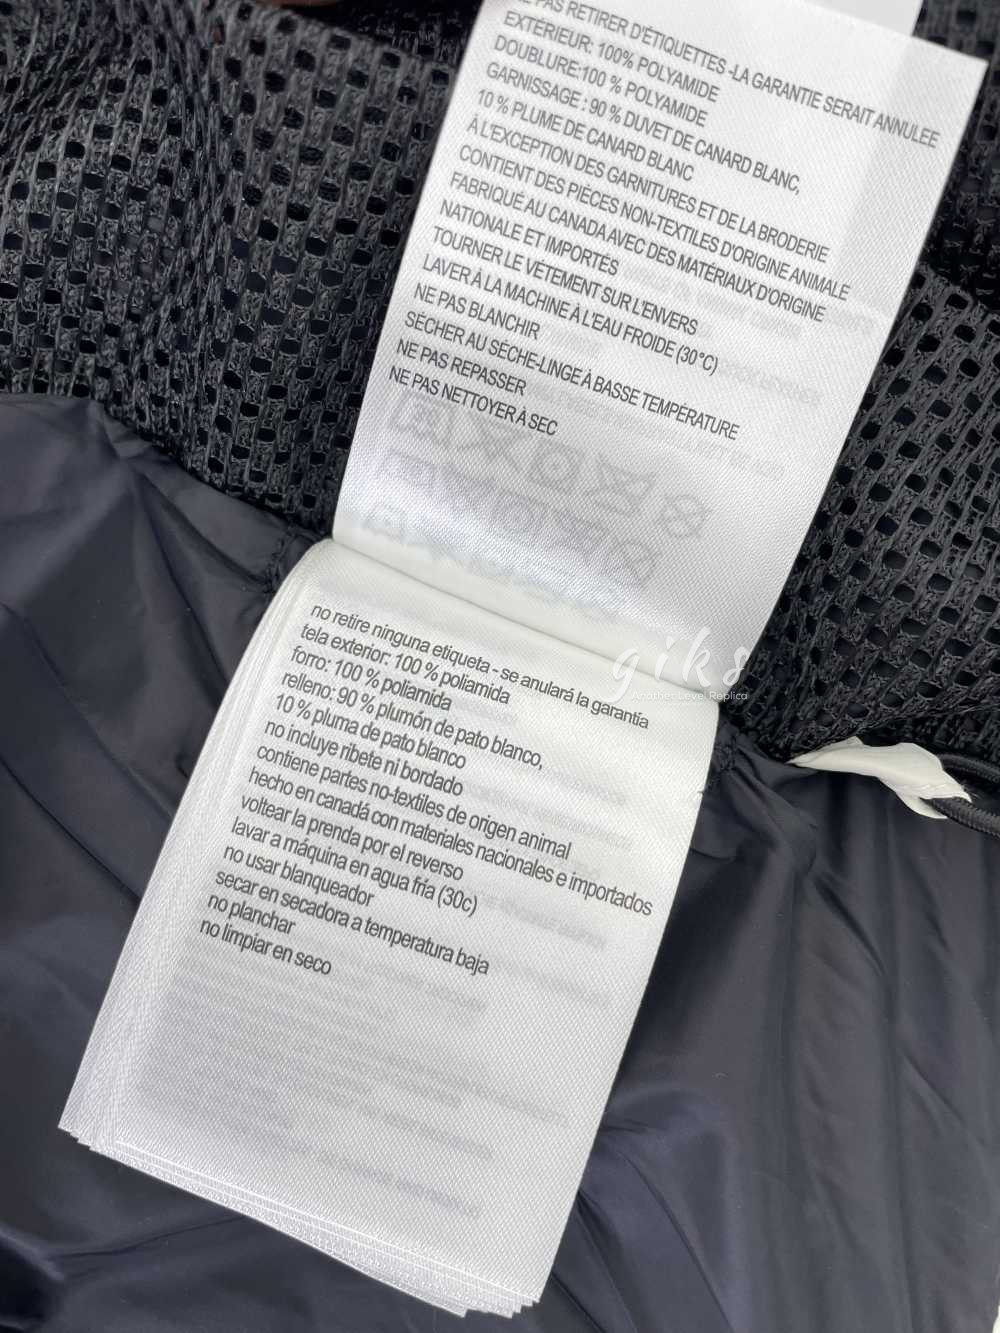 NE PAS RETIRER D'ÉTIQUETTES -LA GARANTIE SERAIT ANNULEE
EXTÉRIEUR: 100% POLYAMIDE
DOUBLURE:100 % POLYAMIDE
GARNISSAGE : 90 % DUVET DE CANARD BLANC,
10 % PLUME DE CANARD BLANC
À L'EXCEPTION DES GARNITURES ET DE LA BRODERIE
CONTIENT DES PIÈCES NON-TEXTILES D'ORIGINE ANIMALE
FABRIQUÉ AU CANADA AVEC DES MATERIAUX D'ORIGINE
NATIONALE ET IMPORTÉS
TOURNER LE VÊTEMENT SUR L'ENVERS
LAVER À LA MACHINE À L'EAU FROIDE (30°C)
NE PAS BLANCHIR
SÉCHER AU SÉCHE-LINGE À BASSE TEMPÉRATURE
NE PAS REPASSER
NE PAS NETTOYER À SEC
no retire ninguna etiqueta - se anulará la garantía
tela exterior: 100 % poliamida
forro: 100 % poliamida
relleno: 90 % plumón de pato blanco,
10 % pluma de pato blanco
no incluye ribete ni bordado
contiene partes no-textiles de origen animal
hecho en canadá con materiales nacionales e importados
voltear la prenda por el reverso
lavar a máquina en agua fría (30c)
no usar blanqueador
secar en secadora a temperatura baja
no planchar
no limpiar en seco
giks
Level Replica